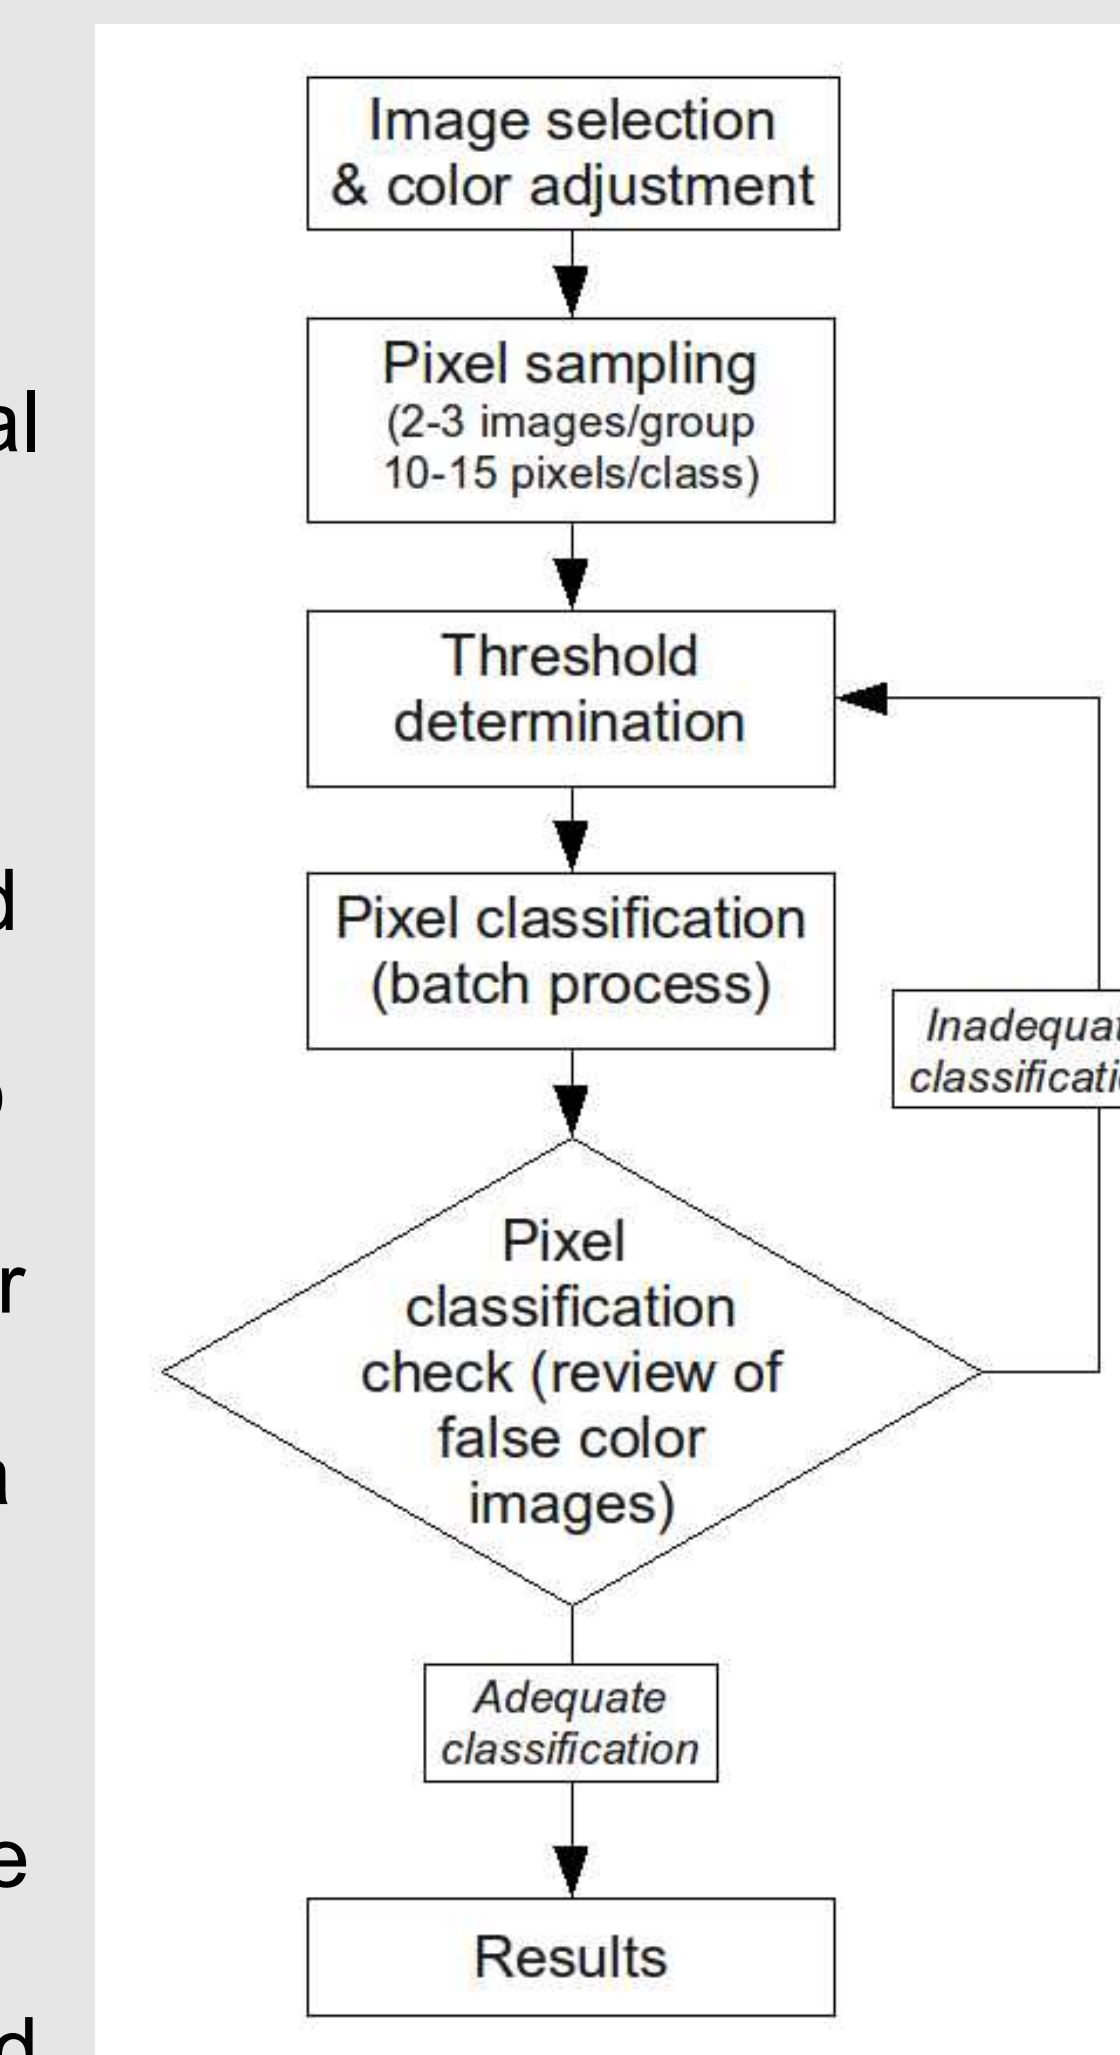 Image selection
& color adjustment
Pixel sampling
(2-3 images/group
10-15 pixels/class)
Threshold
determination
Pixel classification
(batch process)
Pixel
classification
check (review of
false color
images)
Adequate
classification
Results